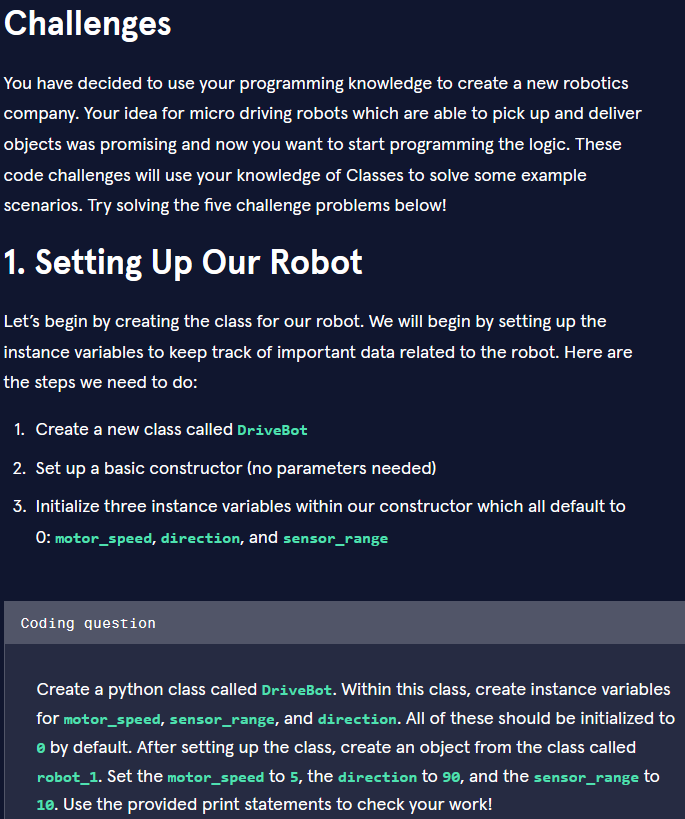 Challenges
You have decided to use your programming knowledge to create a new robotics
company. Your idea for micro driving robots which are able to pick up and deliver
objects was promising and now you want to start programming the logic. These
code challenges will use your knowledge of Classes to solve some example
scenarios. Try solving the five challenge problems below!
1. Setting Up Our Robot
Let’s begin by creating the class for our robot. We will begin by setting up the
instance variables to keep track of important data related to the robot. Here are
the steps we need to do:
1. Create a new class called DriveBot
2. Set up a basic constructor (no parameters needed)
3. Initialize three instance variables within our constructor which all default to
0: motor_speed, direction, and sensor_range
Coding question
Create a python class called DriveBot. Within this class, create instance variables
for motor_speed, sensor_range, and direction. All of these should be initialized to
0 by default. After setting up the class, create an object from the class called
robot_1. Set the motor_speed to 5, the direction to 90, and the sensor_range to
10. Use the provided print statements to check your work!